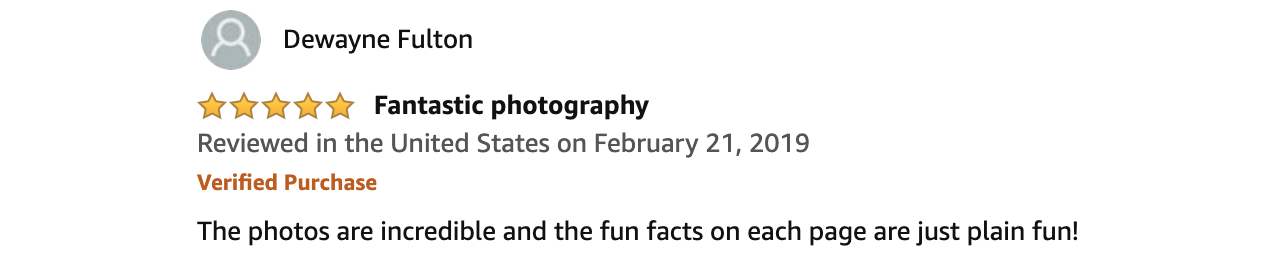 Dewayne Fulton
Fantastic photography
Reviewed in the United States on February 21, 2019
Verified Purchase
The photos are incredible and the fun facts on each page are just plain fun!